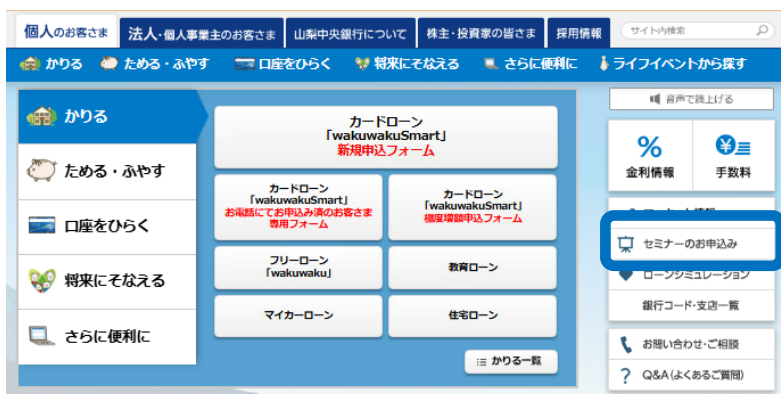 個人のお客さま
法人・個人事業主のお客さま
山梨中央銀行について
株主・投資家の皆さま
採用情報
サイト内検索
かりる
ためる・ふやす
口座をひらく
将来にそなえる
さらに便利に
ライフイベントから探す
かりる
ためる・ふやす
口座をひらく
将来にそなえる
さらに便利に
カードローン
「wakuwakuSmart」
新規申込フォーム
カードローン
「wakuwakuSmart」
お電話にてお申込み済のお客さま
専用フォーム
カードローン
「wakuwakuSmart」
極度増額申込フォーム
フリーローン
「wakuwaku」
教育ローン
マイカーローン
住宅ローン
かりる一覧
音声で読上げる
%
金利情報
¥
手数料
セミナーのお申込み
ローンシミュレーション
銀行コード・支店一覧
お問い合わせ・ご相談
? Q&A(よくあるご質問)